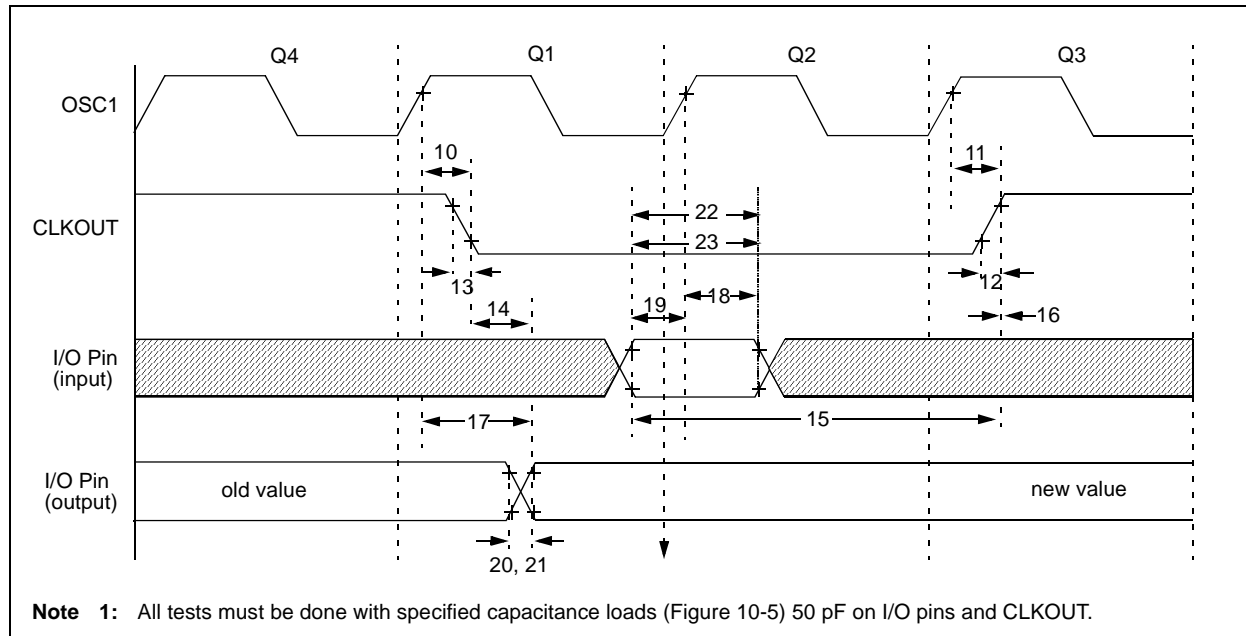 Q4 Q1 Q2 Q3
OSC1
10 11
22
CLKOUT
23
13 12
18
19
14 16
I/O Pin
(input)
17 15
I/O Pin
(output)
old value new value
20, 21
Note 1: All tests must be done with specified capacitance loads (Figure 10-5) 50 pF on I/O pins and CLKOUT.